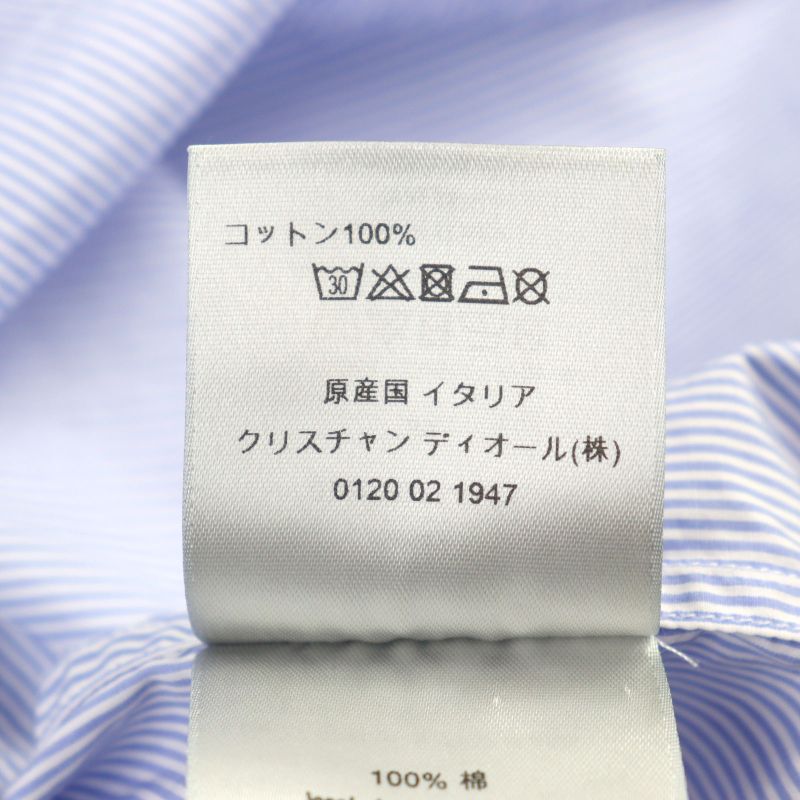 コットン100%
30
原産国 イタリア
クリスチャン ディオール(株)
0120 02 1947
100% 棉